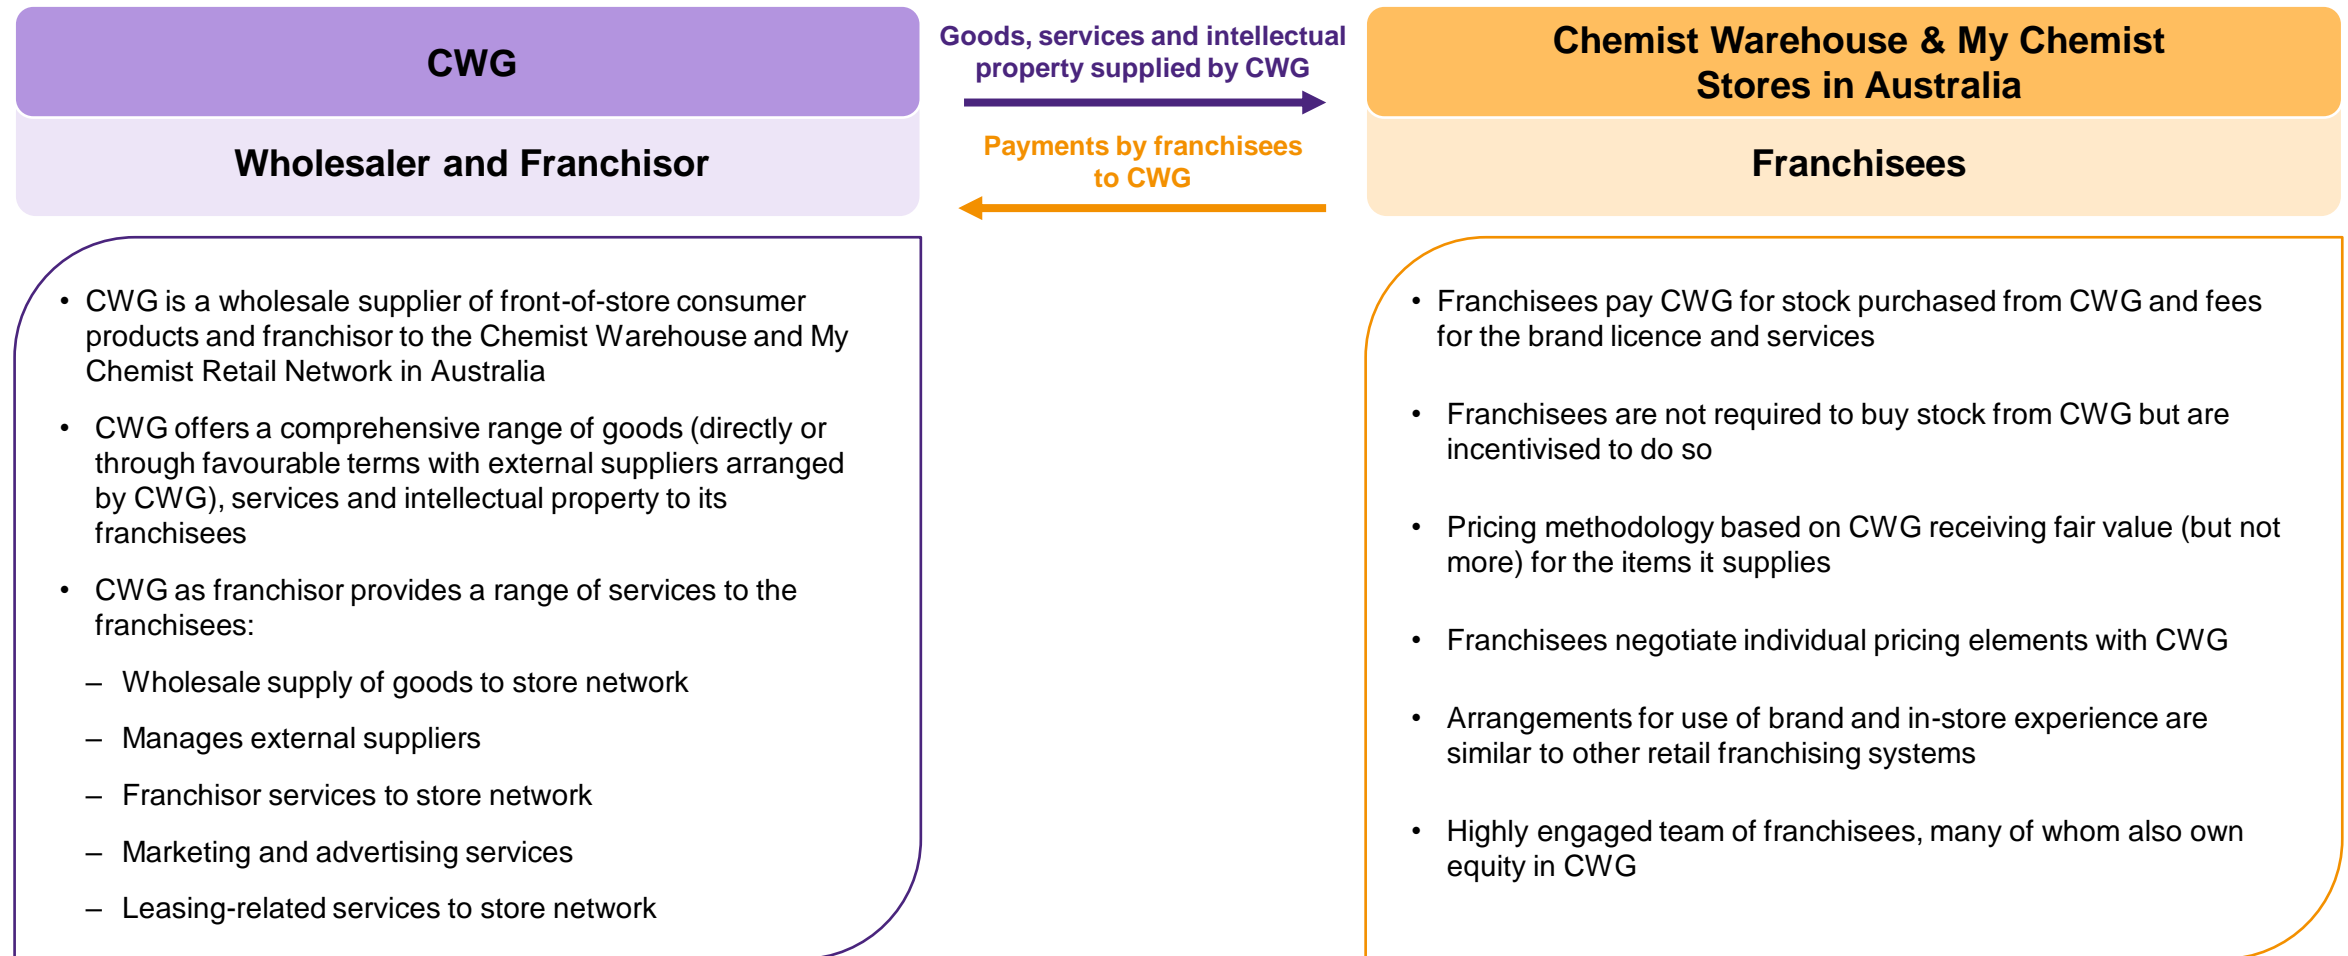 CWG
Wholesaler and Franchisor
Goods, services and intellectual
property supplied by CWG
Payments by franchisees
to CWG
Chemist Warehouse & My Chemist
Stores in Australia
Franchisees
• CWG is a wholesale supplier of front-of-store consumer
products and franchisor to the Chemist Warehouse and My
Chemist Retail Network in Australia
• CWG offers a comprehensive range of goods (directly or
through favourable terms with external suppliers arranged
by CWG), services and intellectual property to its
franchisees
• CWG as franchisor provides a range of services to the
franchisees:
– Wholesale supply of goods to store network
– Manages external suppliers
– Franchisor services to store network
– Marketing and advertising services
– Leasing-related services to store network
• Franchisees pay CWG for stock purchased from CWG and fees
for the brand licence and services
• Franchisees are not required to buy stock from CWG but are
incentivised to do so
• Pricing methodology based on CWG receiving fair value (but not
more) for the items it supplies
• Franchisees negotiate individual pricing elements with CWG
• Arrangements for use of brand and in-store experience are
similar to other retail franchising systems
• Highly engaged team of franchisees, many of whom also own
equity in CWG